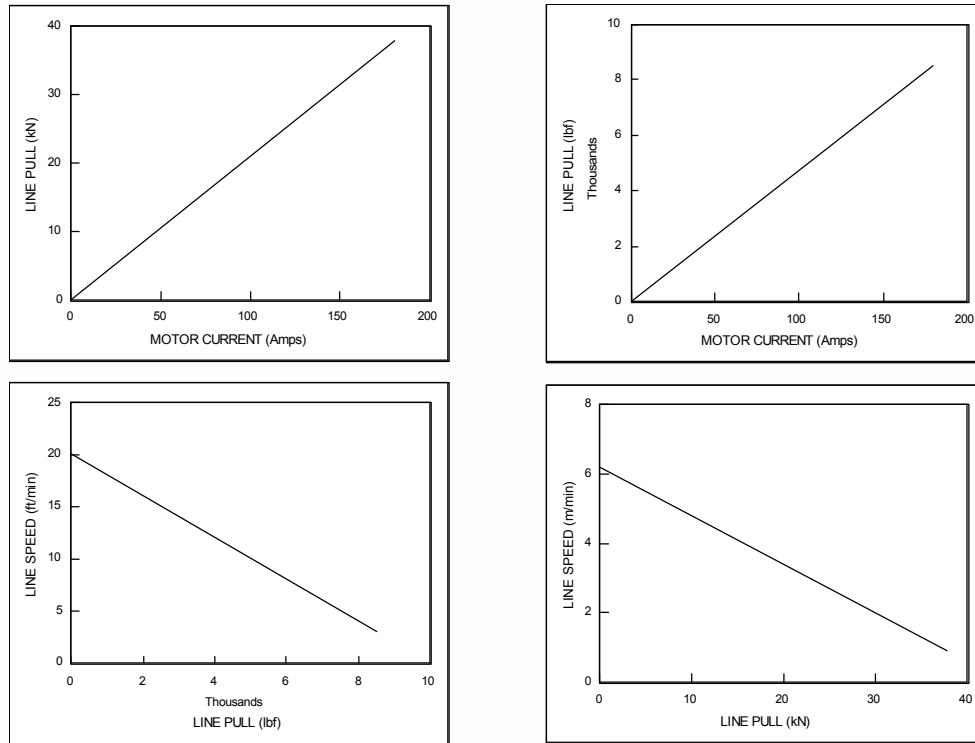 40
30
20
10
0
LINE PULL (kN)
0 50 100 150 200
MOTOR CURRENT (Amps)
10
8
6
4
2
0
LINE PULL (lbf)
Thousands
0 50 100 150 200
MOTOR CURRENT (Amps)
25
20
15
10
5
0
LINE SPEED (ft/min)
0 2 4 6 8 10
Thousands
LINE PULL (lbf)
8
6
4
2
0
LINE SPEED (m/min)
0 10 20 30 40
LINE PULL (kN)